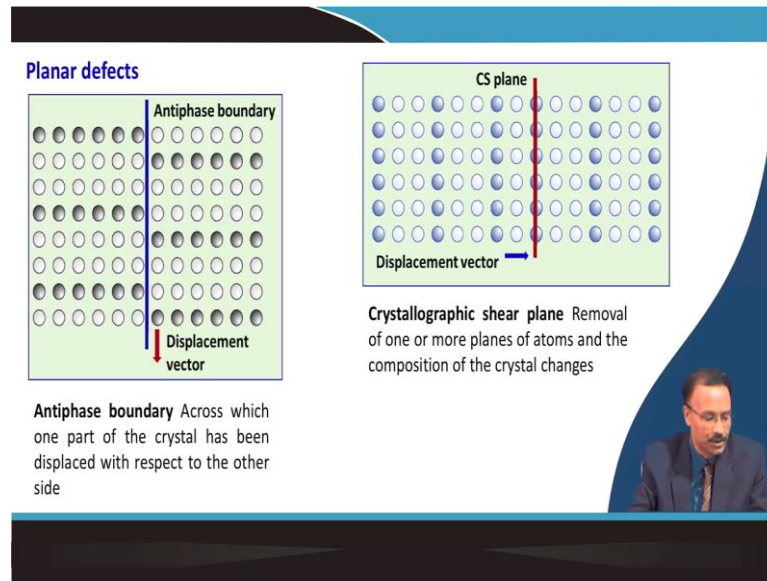 Planar defects
Antiphase boundary
Displacement
vector
Antiphase boundary Across which
one part of the crystal has been
displaced with respect to the other
side
CS plane
Displacement vector
Crystallographic shear plane Removal
of one or more planes of atoms and the
composition of the crystal changes